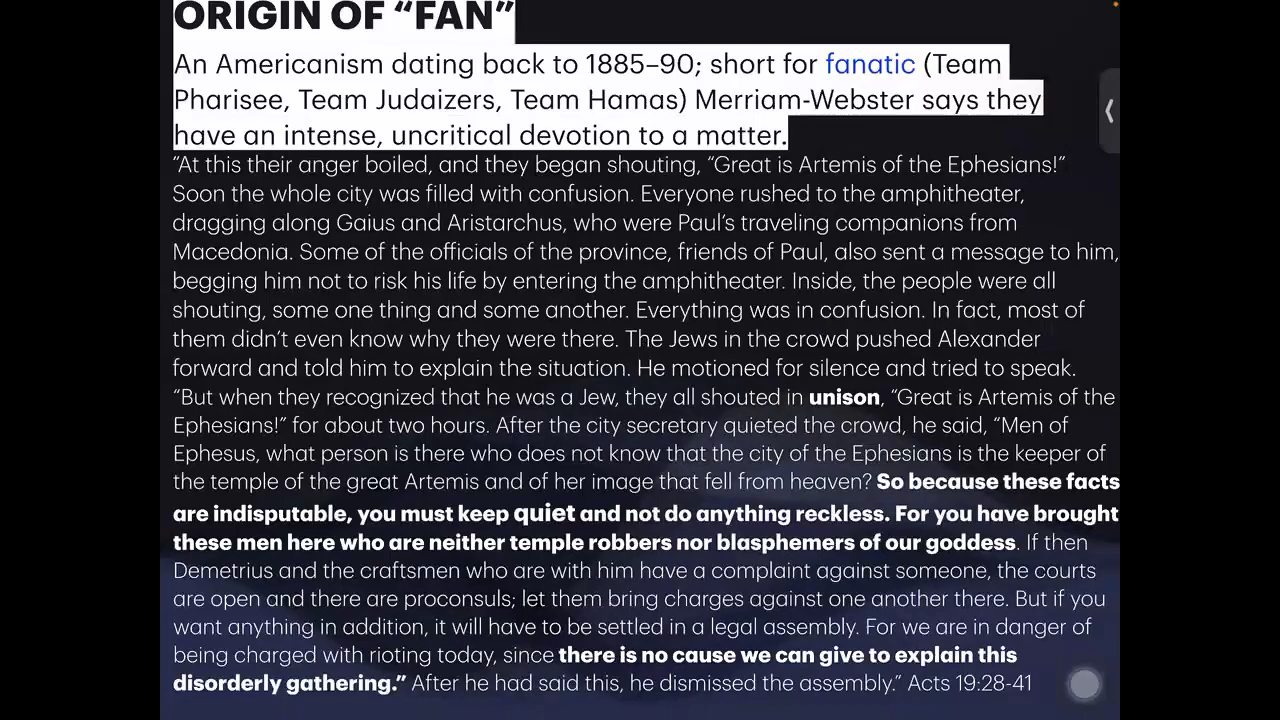 ORIGIN OF “FAN”
An Americanism dating back to 1885–90; short for fanatic (Team
Pharisee, Team Judaizers, Team Hamas) Merriam-Webster says they
have an intense, uncritical devotion to a matter.
“At this their anger boiled, and they began shouting, “Great is Artemis of the Ephesians!”
Soon the whole city was filled with confusion. Everyone rushed to the amphitheater,
dragging along Gaius and Aristarchus, who were Paul’s traveling companions from
Macedonia. Some of the officials of the province, friends of Paul, also sent a message to him,
begging him not to risk his life by entering the amphitheater. Inside, the people were all
shouting, some one thing and some another. Everything was in confusion. In fact, most of
them didn’t even know why they were there. The Jews in the crowd pushed Alexander
forward and told him to explain the situation. He motioned for silence and tried to speak.
“But when they recognized that he was a Jew, they all shouted in unison, “Great is Artemis of the
Ephesians!” for about two hours. After the city secretary quieted the crowd, he said, “Men of
Ephesus, what person is there who does not know that the city of the Ephesians is the keeper of
the temple of the great Artemis and of her image that fell from heaven? So because these facts
are indisputable, you must keep quiet and not do anything reckless. For you have brought
these men here who are neither temple robbers nor blasphemers of our goddess. If then
Demetrius and the craftsmen who are with him have a complaint against someone, the courts
are open and there are proconsuls; let them bring charges against one another there. But if you
want anything in addition, it will have to be settled in a legal assembly. For we are in danger of
being charged with rioting today, since there is no cause we can give to explain this
disorderly gathering.” After he had said this, he dismissed the assembly.” Acts 19:28-41